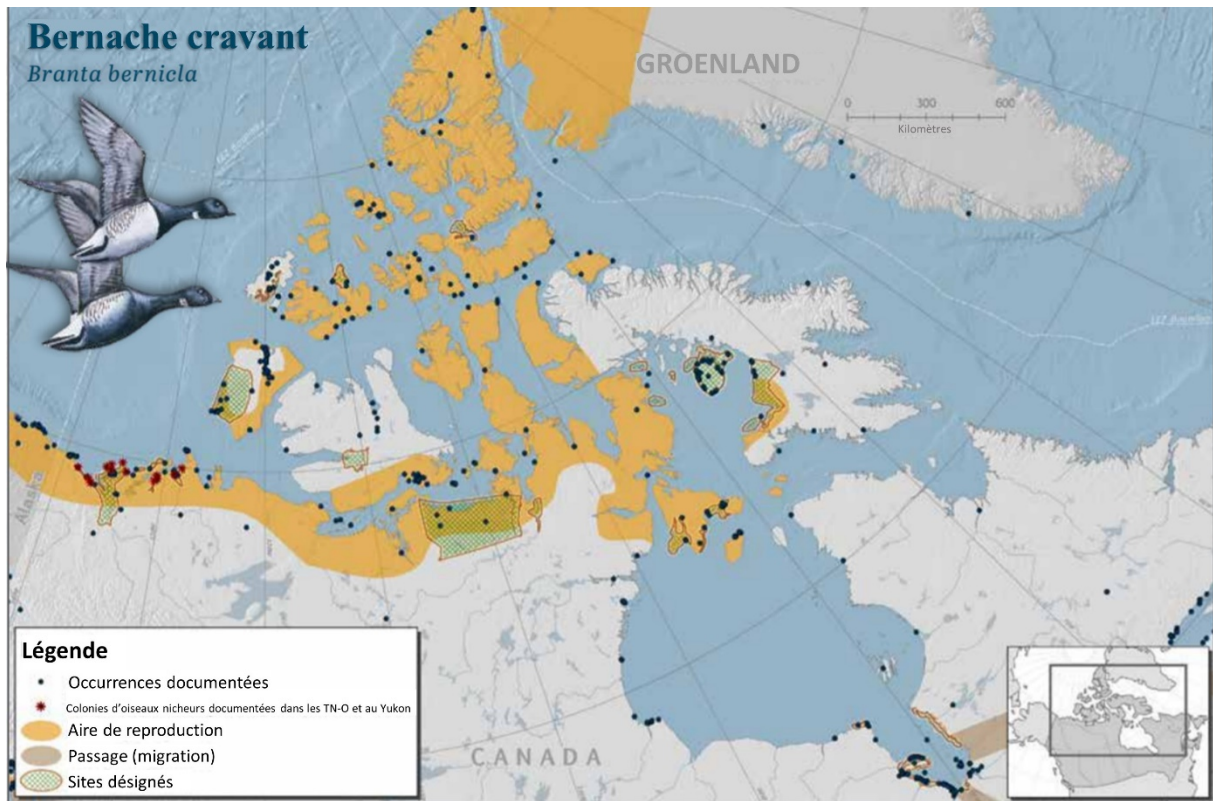 Bernache cravant
Branta bernicla
GROENLAND
0 300 600
Kilomètres
Alaska
Légende
Occurrences documentées
Colonies d'oiseaux nicheurs documentées dans les TN-O et au Yukon
Aire de reproduction
Passage (migration)
Sites désignés
CANADA